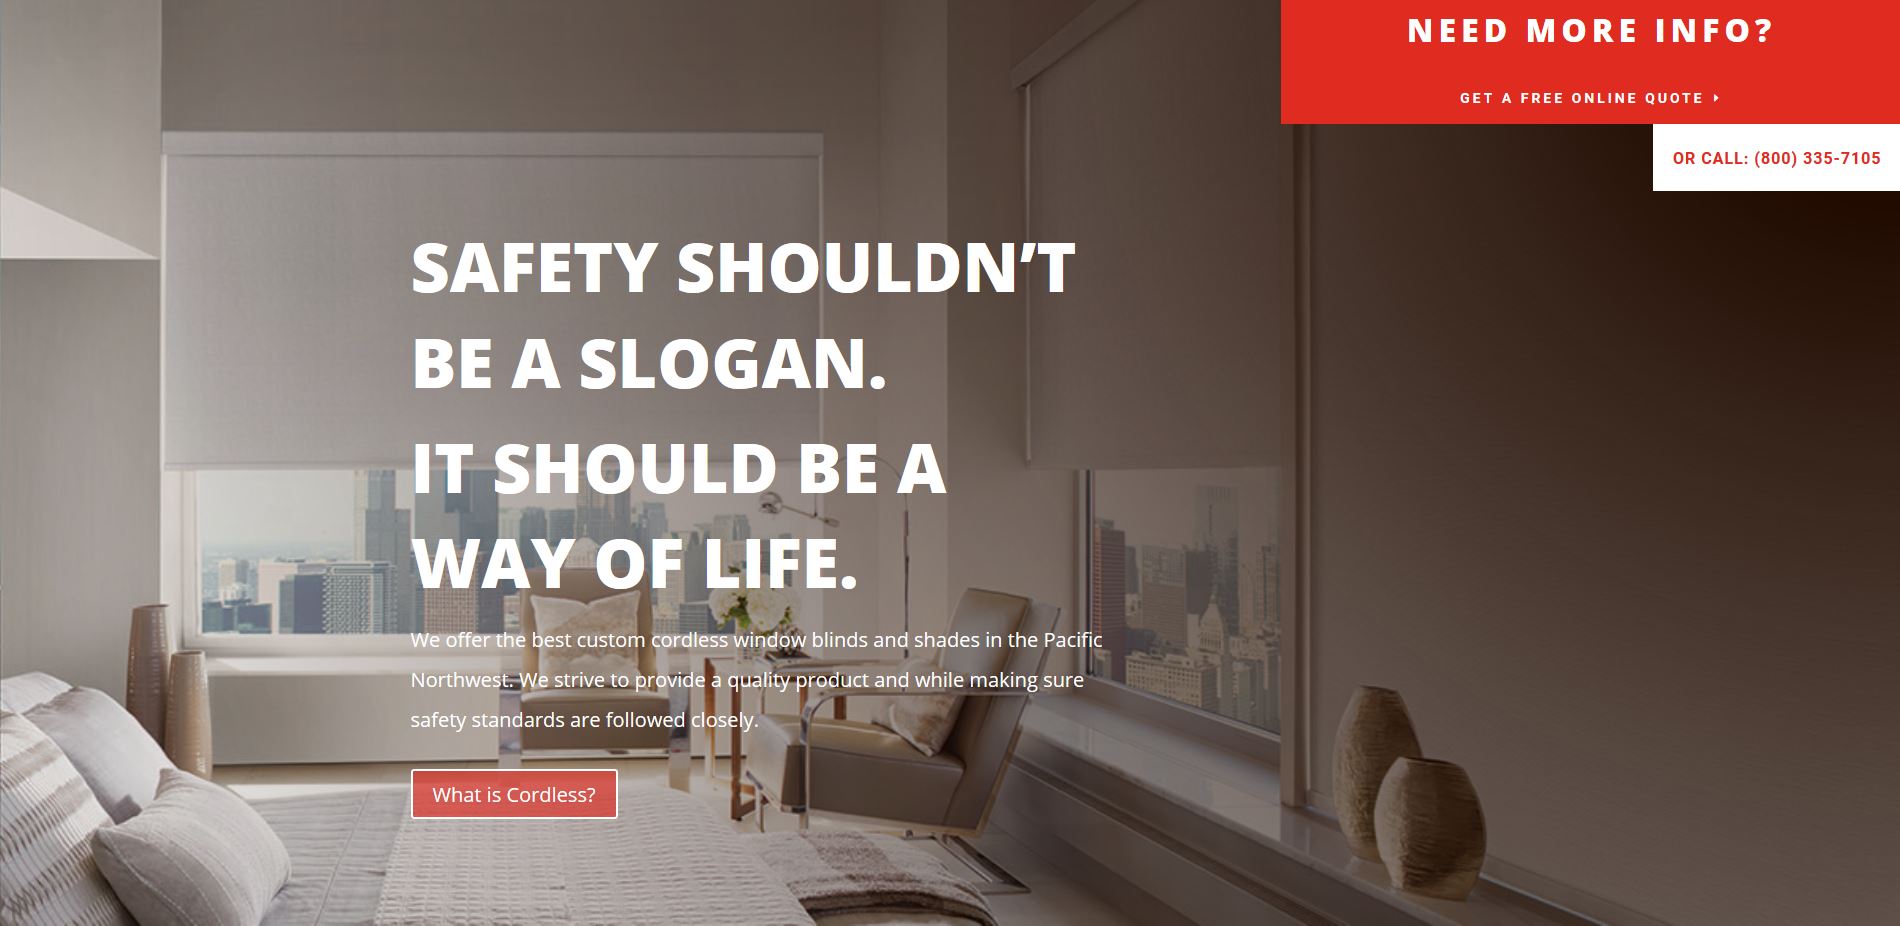 NEED MORE INFO?
GET A FREE ONLINE QUOTE
OR CALL: (800) 335-7105
SAFETY SHOULDN’T
BE A SLOGAN.
IT SHOULD BE A
WAY OF LIFE.
We offer the best custom cordless window blinds and shades in the Pacific
Northwest. We strive to provide a quality product and while making sure
safety standards are followed closely.
What is Cordless?